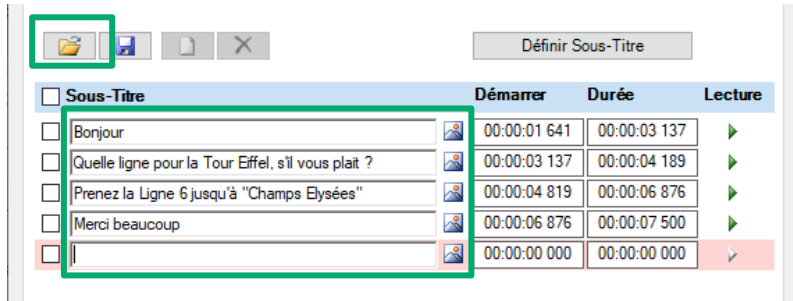 Définir Sous-Titre
Sous-Titre Démarrer Durée Lecture
Bonjour 00:00:01 641 00:00:03 137
Quelle ligne pour la Tour Eiffel, s'il vous plait ? 00:00:03 137 00:00:04 189
Prenez la Ligne 6 jusqu'à "Champs Elysées" 00:00:04 819 00:00:06 876
Merci beaucoup 00:00:06 876 00:00:07 500
00:00:00 000 00:00:00 000